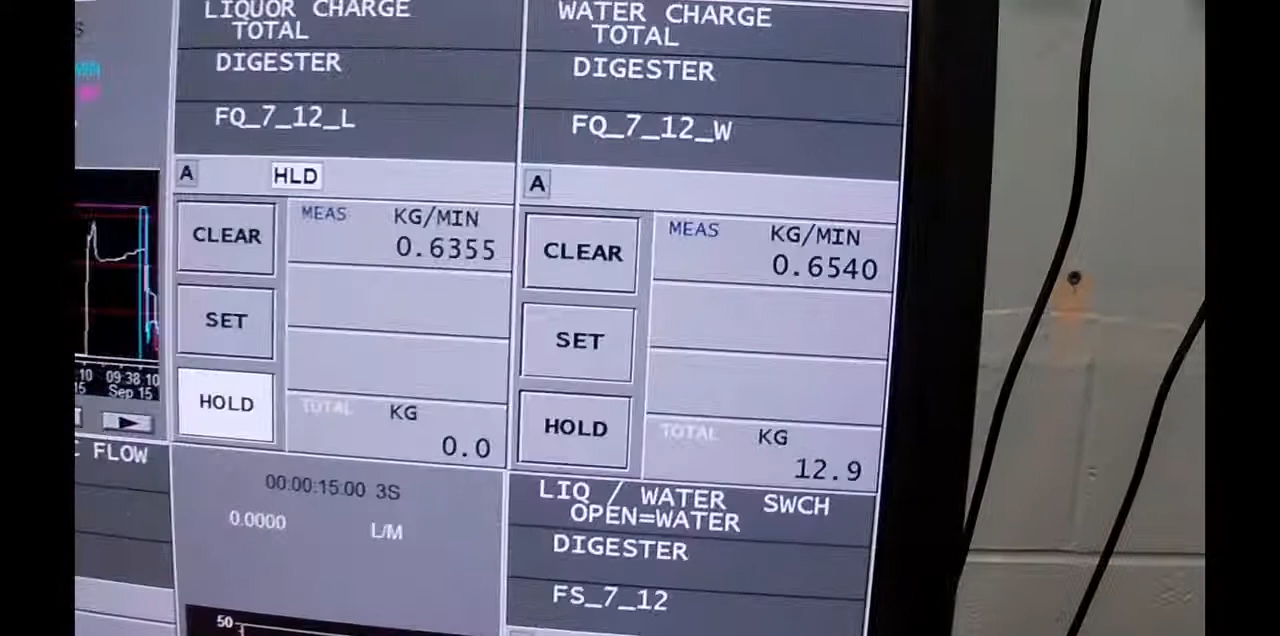 LIQUOR CHARGE
TOTAL
DIGESTER
FQ_7_12_L
A HLD
CLEAR
MEAS KG/MIN
0.6355
SET
HOLD
TOTAL KG
0.0
WATER CHARGE
TOTAL
DIGESTER
FQ_7_12_W
A
CLEAR
MEAS KG/MIN
0.6540
SET
HOLD
TOTAL KG
12.9
09:38 10
Sep 15
FLOW
00:00:15:00 3S
0.0000 L/M
50
LIQ / WATER SWCH
OPEN=WATER
DIGESTER
FS_7_12